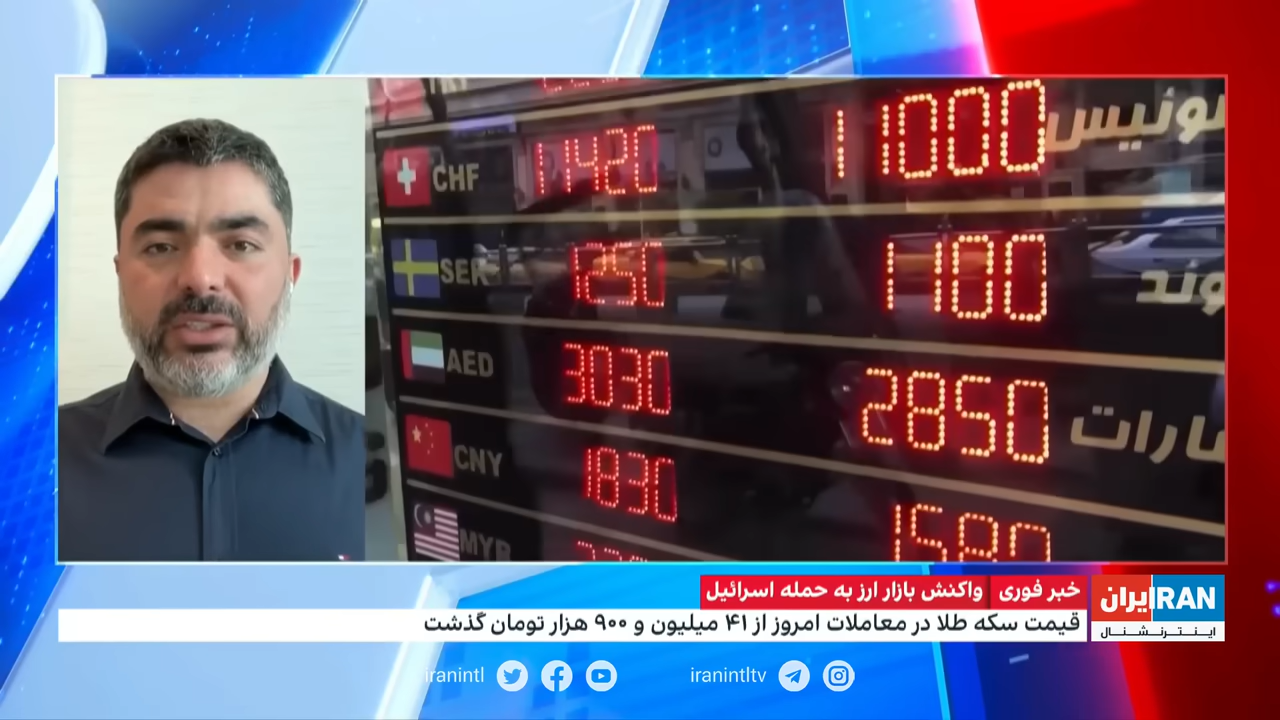 CHF 11420 11000
1250 1100
AED 3030 2850
CNY 1830 1580
MYR
خبر فوری | واکنش بازار ارز به حمله اسرائیل
قیمت سکه طلا در معاملات امروز از ۴۱ میلیون و ۹۰۰ هزار تومان گذشت
ایران IRAN
اینترنشنال
iranintl
iranintltv